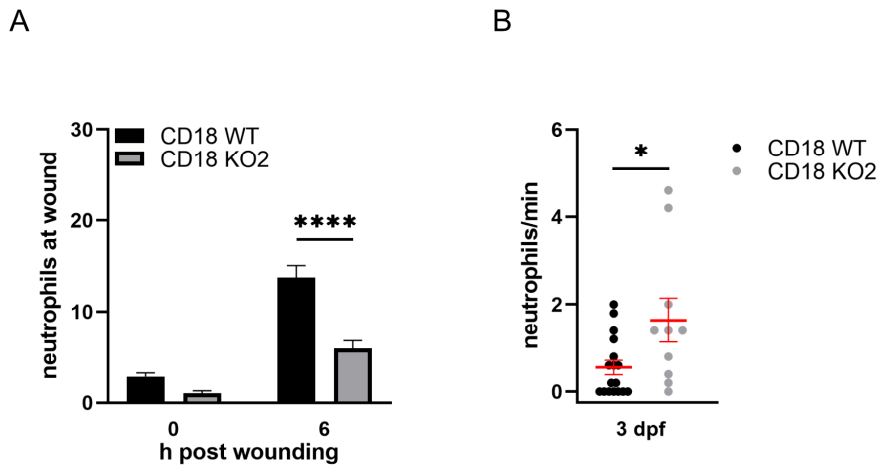 A
neutrophils at wound
30
20
10
0
CD18 WT
CD18 KO2
****
0
6
h post wounding
B
neutrophils/min
6
4
2
0
*
CD18 WT
CD18 KO2
3 dpf